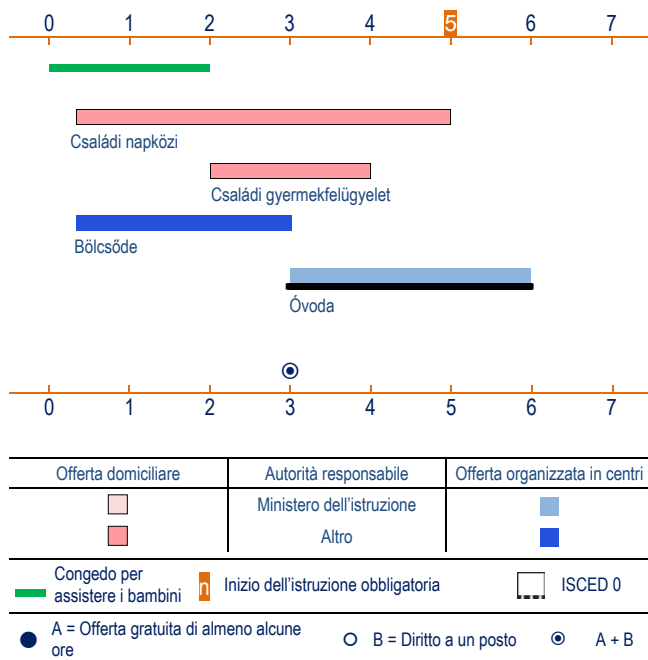 0 1 2 3 4 5 6 7
Családi napközi
Családi gyermekfelügyelet
Bölcsőde
Óvoda
0 1 2 3 4 5 6 7
Offerta domiciliare Autorità responsabile Offerta organizzata in centri
Ministero dell'istruzione
Altro
Congedo per
assistere i bambini n Inizio dell'istruzione obbligatoria ISCED 0
A = Offerta gratuita di almeno alcune
ore B = Diritto a un posto A + B